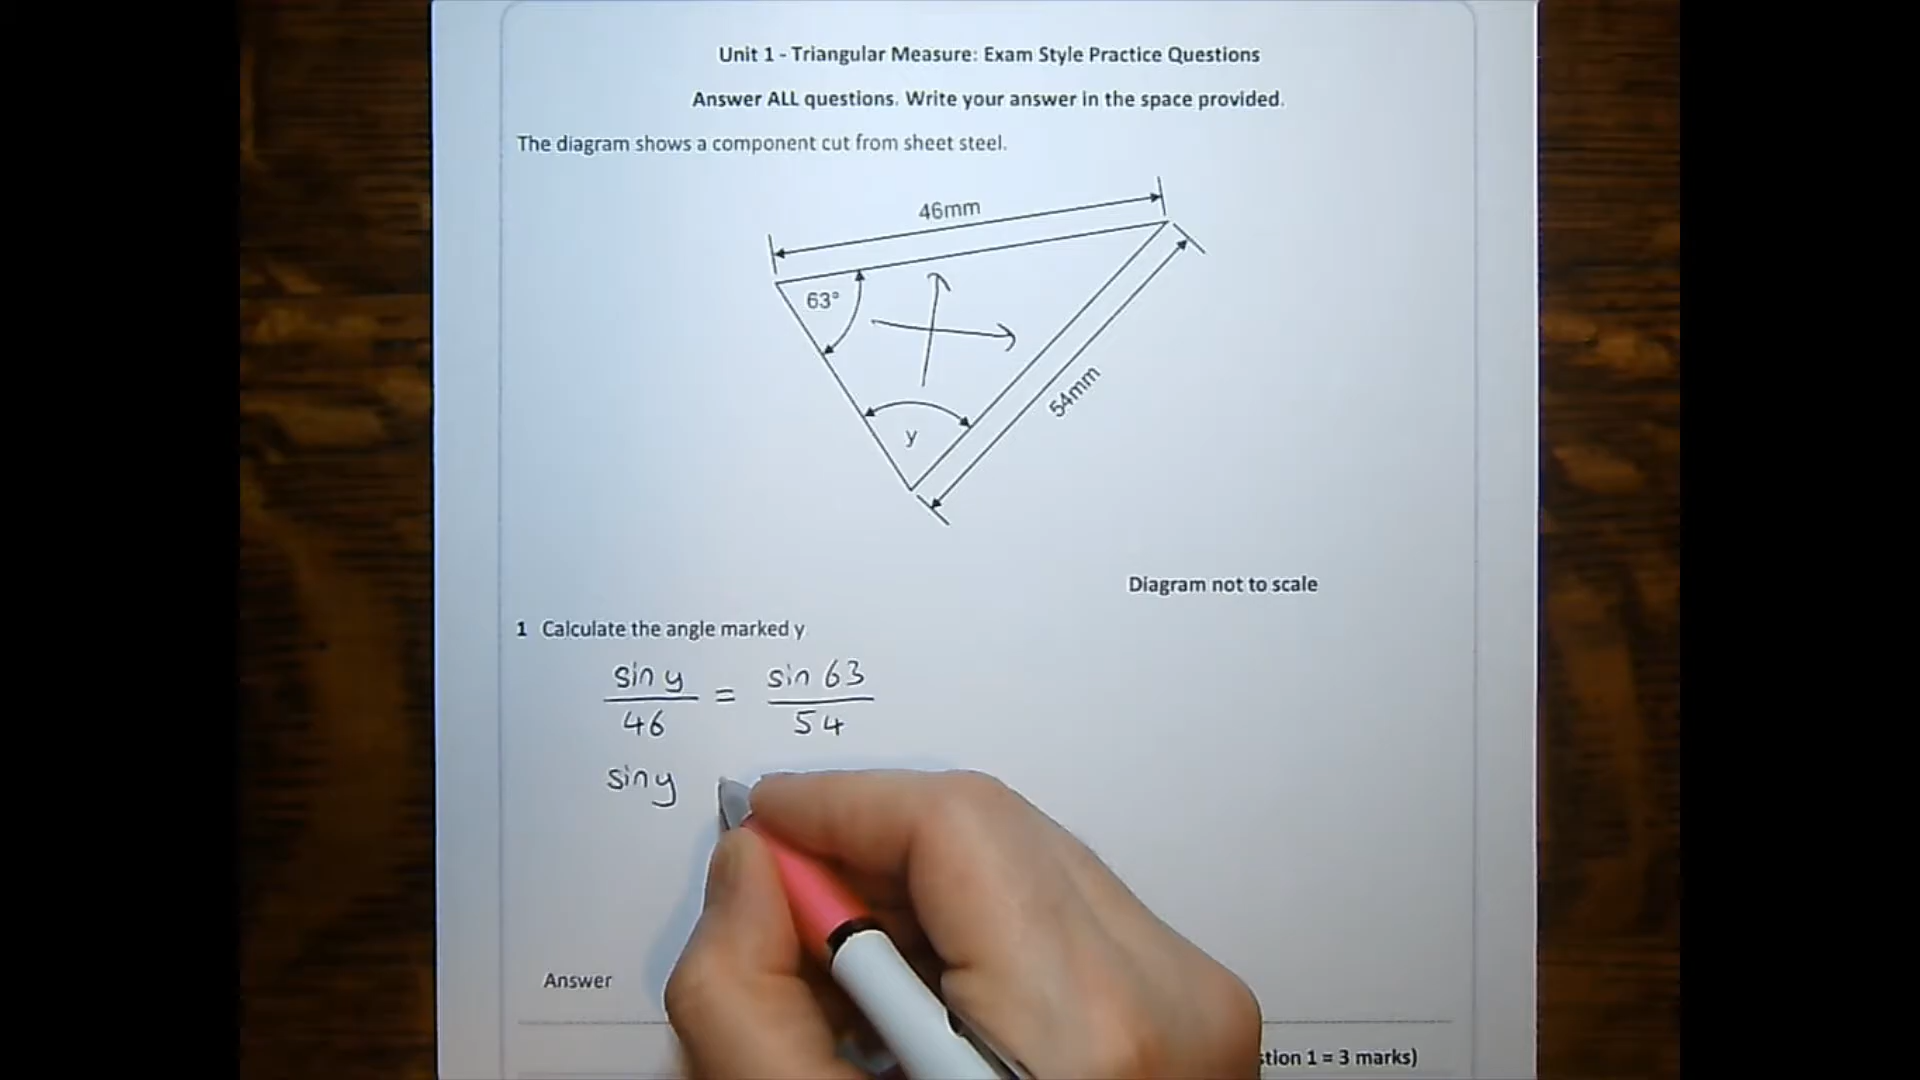 Unit 1 - Triangular Measure: Exam Style Practice Questions
Answer ALL questions. Write your answer in the space provided.
The diagram shows a component cut from sheet steel.
46mm
63°
54mm
y
Diagram not to scale
1 Calculate the angle marked y
sin y / 46 = sin 63 / 54
sin y
Answer
1 = 3 marks)